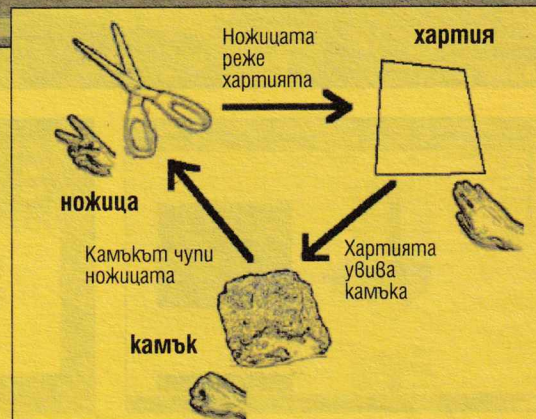 Ножицата
реже
хартията
хартия
ножица
Камъкът чупи
ножицата
Хартията
увива
камъка
камък